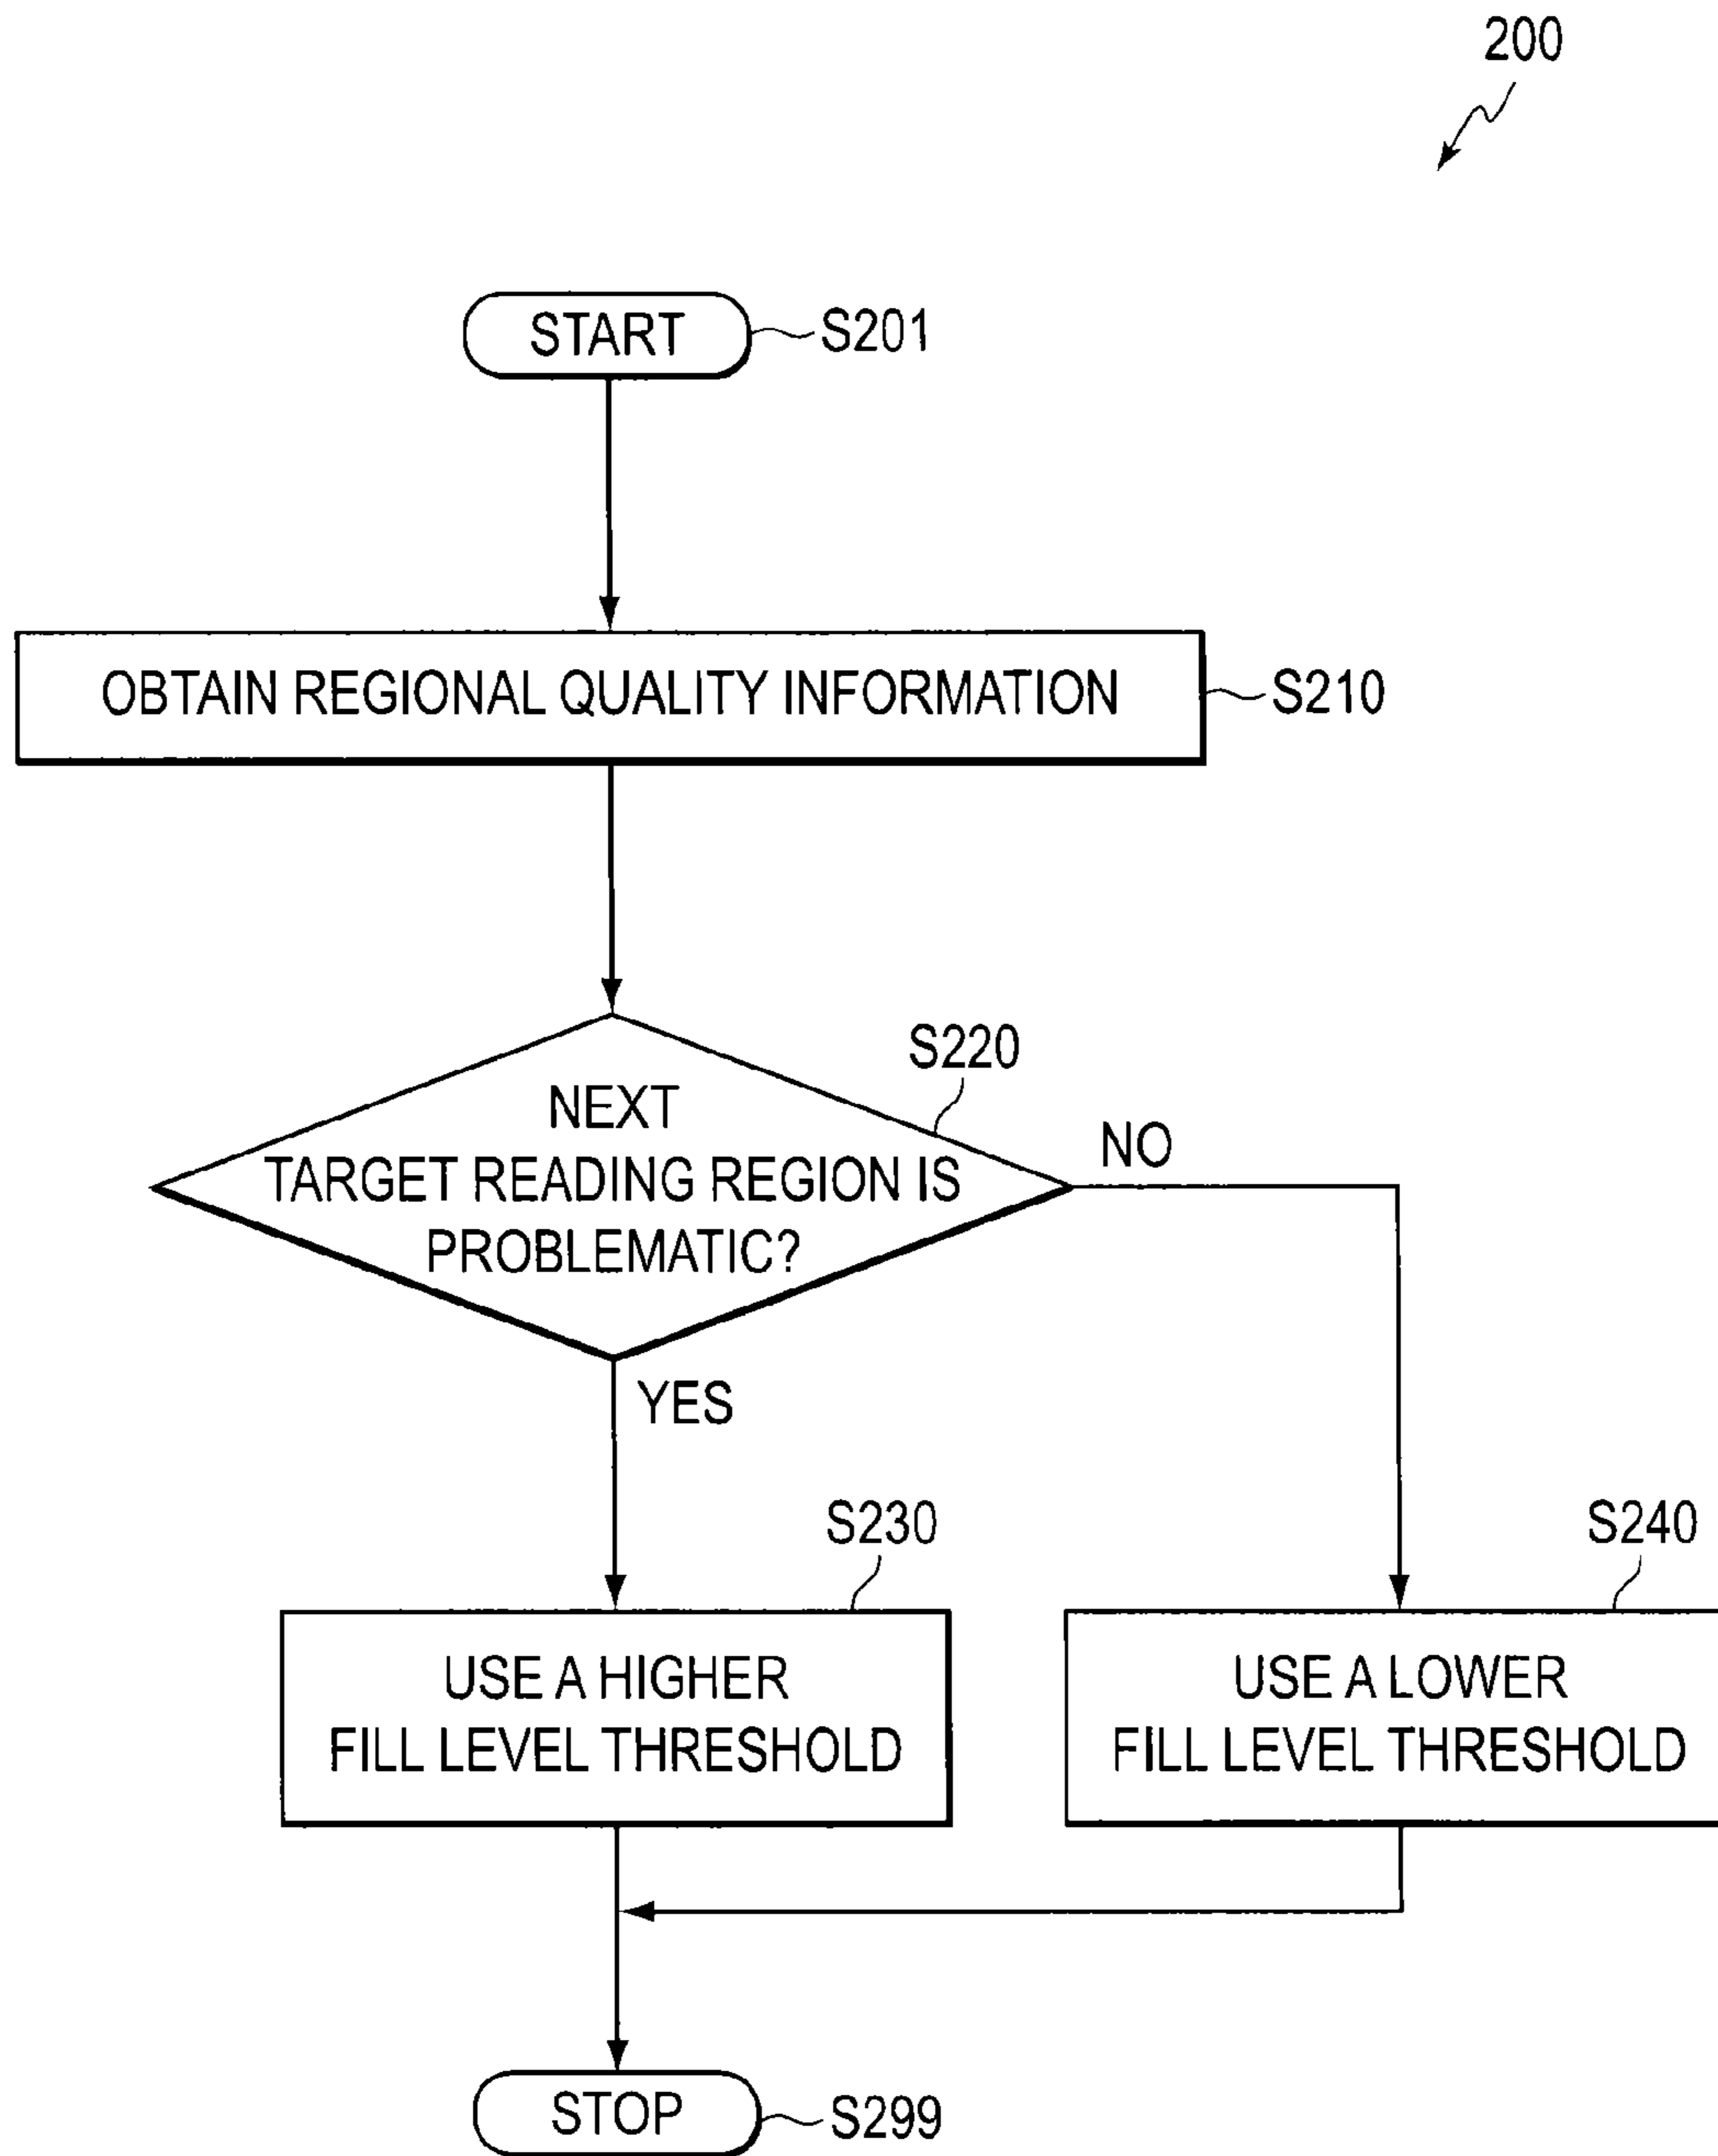 200
START
S201
OBTAIN REGIONAL QUALITY INFORMATION
S210
S220
NEXT
TARGET READING REGION IS
PROBLEMATIC?
NO
YES
S230
USE A HIGHER
FILL LEVEL THRESHOLD
S240
USE A LOWER
FILL LEVEL THRESHOLD
STOP
S299